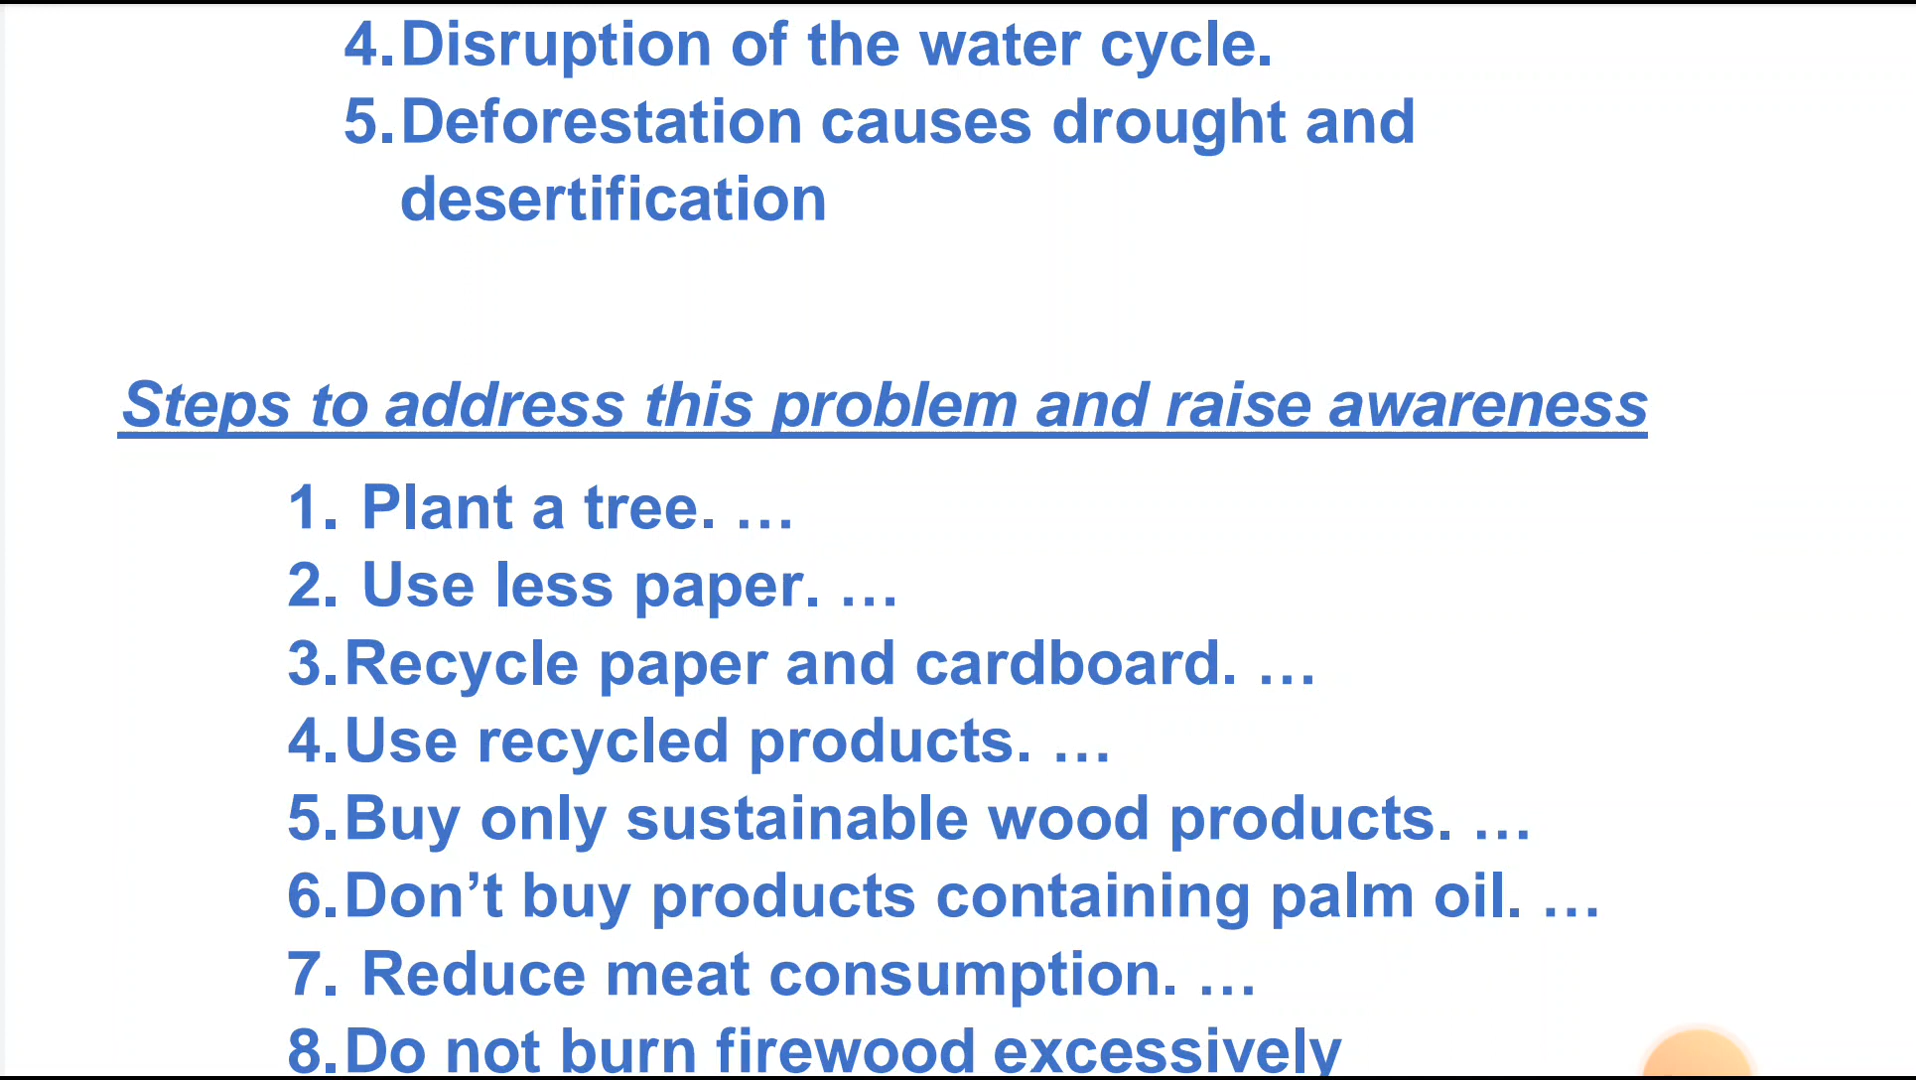 4.Disruption of the water cycle.
5.Deforestation causes drought and
desertification
Steps to address this problem and raise awareness
1. Plant a tree. …
2. Use less paper. …
3.Recycle paper and cardboard. …
4.Use recycled products. …
5.Buy only sustainable wood products. …
6.Don’t buy products containing palm oil. …
7. Reduce meat consumption. …
8.Do not burn firewood excessively